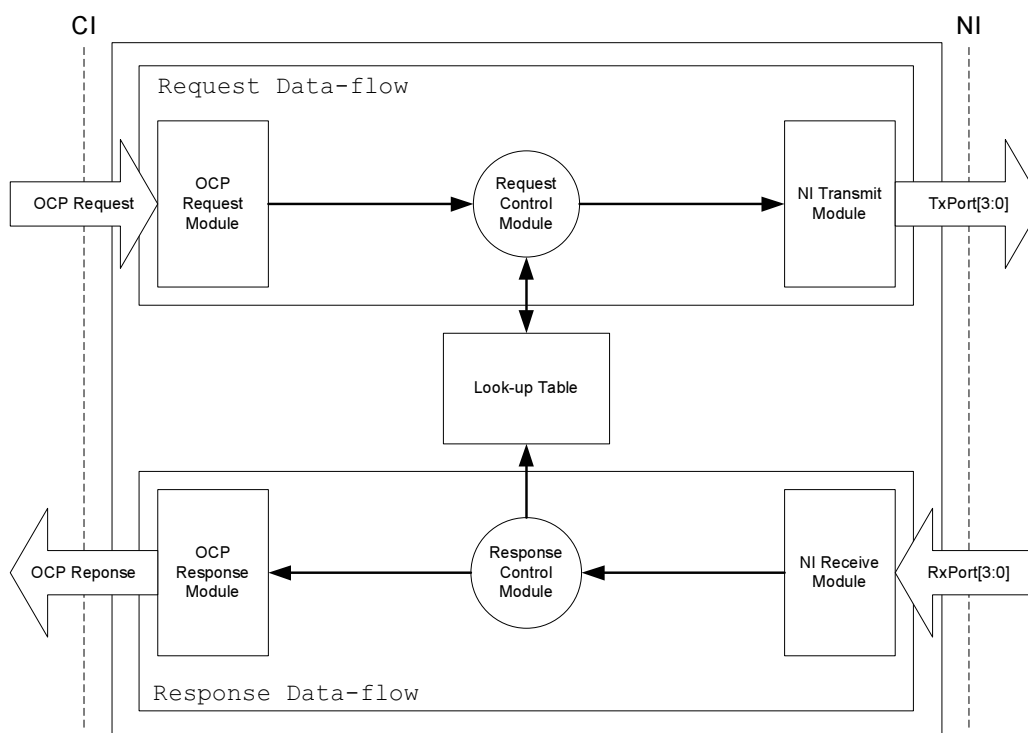 CI
NI
Request Data-flow
OCP Request
OCP
Request
Module
Request
Control
Module
NI Transmit
Module
TxPort[3:0]
Look-up Table
OCP Reponse
OCP
Response
Module
Response
Control
Module
NI Receive
Module
RxPort[3:0]
Response Data-flow